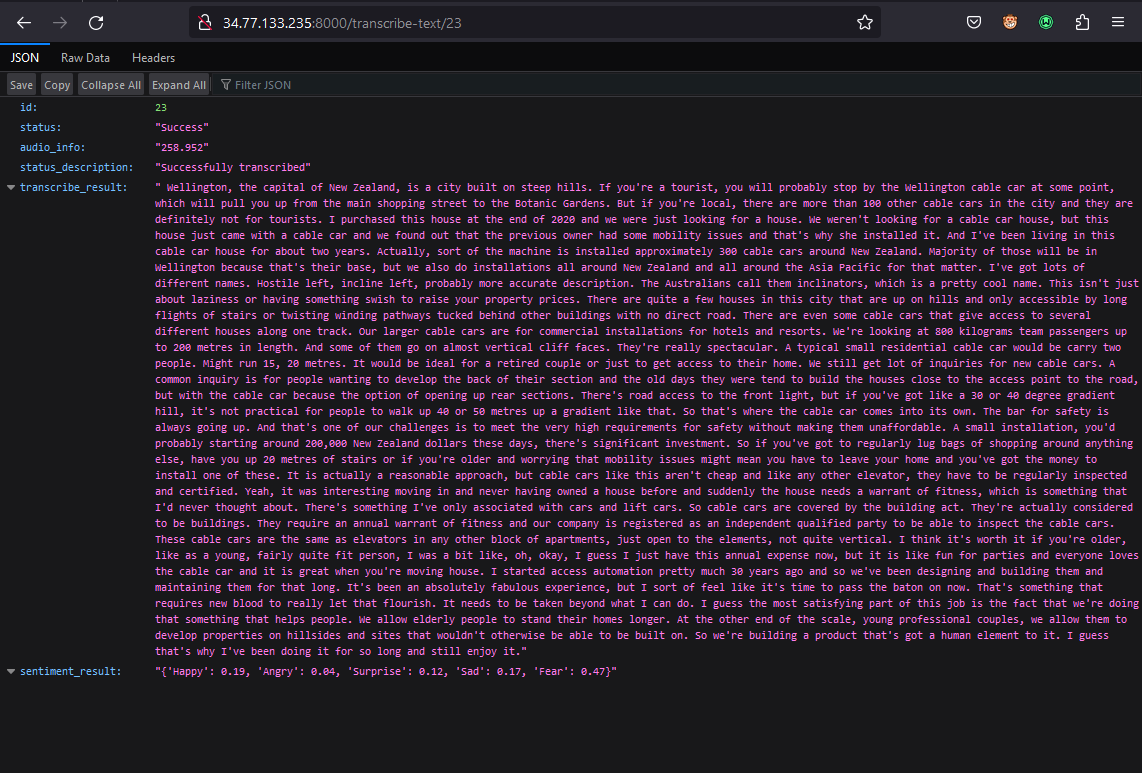 34.77.133.235:8000/transcribe-text/23
JSON Raw Data Headers
Save Copy Collapse All Expand All Filter JSON
id: 23
status: "Success"
audio_info: "258.952"
status_description: "Successfully transcribed"
transcribe_result: " Wellington, the capital of New Zealand, is a city built on steep hills. If you're a tourist, you will probably stop by the Wellington cable car at some point,
which will pull you up from the main shopping street to the Botanic Gardens. But if you're local, there are more than 100 other cable cars in the city and they are
definitely not for tourists. I purchased this house at the end of 2020 and we were just looking for a house. We weren't looking for a cable car house, but this
house just came with a cable car and we found out that the previous owner had some mobility issues and that's why she installed it. And I've been living in this
cable car house for about two years. Actually, sort of the machine is installed approximately 300 cable cars around New Zealand. Majority of those will be in
Wellington because that's their base, but we also do installations all around New Zealand and all around the Asia Pacific for that matter. I've got lots of
different names. Hostile left, incline left, probably more accurate description. The Australians call them inclinators, which is a pretty cool name. This isn't just
about laziness or having something swish to raise your property prices. There are quite a few houses in this city that are up on hills and only accessible by long
flights of stairs or twisting winding pathways tucked behind other buildings with no direct road. There are even some cable cars that give access to several
different houses along one track. Our larger cable cars are for commercial installations for hotels and resorts. We're looking at 800 kilograms team passengers up
to 200 metres in length. And some of them go on almost vertical cliff faces. They're really spectacular. A typical small residential cable car would be carry two
people. Might run 15, 20 metres. It would be ideal for a retired couple or just to get access to their home. We still get lot of inquiries for new cable cars. A
common inquiry is for people wanting to develop the back of their section and the old days they were tend to build the houses close to the access point to the road,
but with the cable car because the option of opening up rear sections. There's road access to the front light, but if you've got like a 30 or 40 degree gradient
hill, it's not practical for people to walk up 40 or 50 metres up a gradient like that. So that's where the cable car comes into its own. The bar for safety is
always going up. And that's one of our challenges is to meet the very high requirements for safety without making them unaffordable. A small installation, you'd
probably starting around 200,000 New Zealand dollars these days, there's significant investment. So if you've got to regularly lug bags of shopping around anything
else, have you up 20 metres of stairs or if you're older and worrying that mobility issues might mean you have to leave your home and you've got the money to
install one of these. It is actually a reasonable approach, but cable cars like this aren't cheap and like any other elevator, they have to be regularly inspected
and certified. Yeah, it was interesting moving in and never having owned a house before and suddenly the house needs a warrant of fitness, which is something that
I'd never thought about. There's something I've only associated with cars and lift cars. So cable cars are covered by the building act. They're actually considered
to be buildings. They require an annual warrant of fitness and our company is registered as an independent qualified party to be able to inspect the cable cars.
These cable cars are the same as elevators in any other block of apartments, just open to the elements, not quite vertical. I think it's worth it if you're older,
like as a young, fairly quite fit person, I was a bit like, oh, okay, I guess I just have this annual expense now, but it is like fun for parties and everyone loves
the cable car and it is great when you're moving house. I started access automation pretty much 30 years ago and so we've been designing and building them and
maintaining them for that long. It's been an absolutely fabulous experience, but I sort of feel like it's time to pass the baton on now. That's something that
requires new blood to really let that flourish. It needs to be taken beyond what I can do. I guess the most satisfying part of this job is the fact that we're doing
that something that helps people. We allow elderly people to stand their homes longer. At the other end of the scale, young professional couples, we allow them to
develop properties on hillsides and sites that wouldn't otherwise be able to be built on. So we're building a product that's got a human element to it. I guess
that's why I've been doing it for so long and still enjoy it."
sentiment_result: "{'Happy': 0.19, 'Angry': 0.04, 'Surprise': 0.12, 'Sad': 0.17, 'Fear': 0.47}"